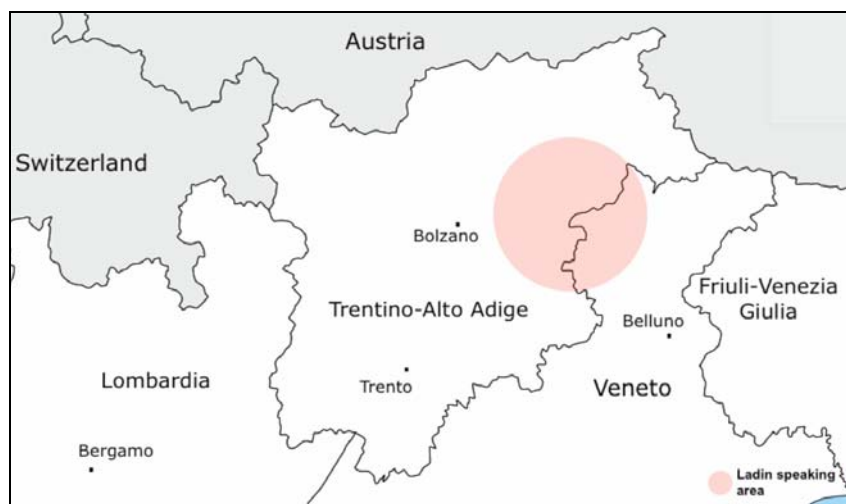 Austria
Switzerland
Bolzano
Friuli-Venezia
Giulia
Trentino-Alto Adige
Belluno
Lombardia
Trento
Veneto
Bergamo
Ladin speaking
area